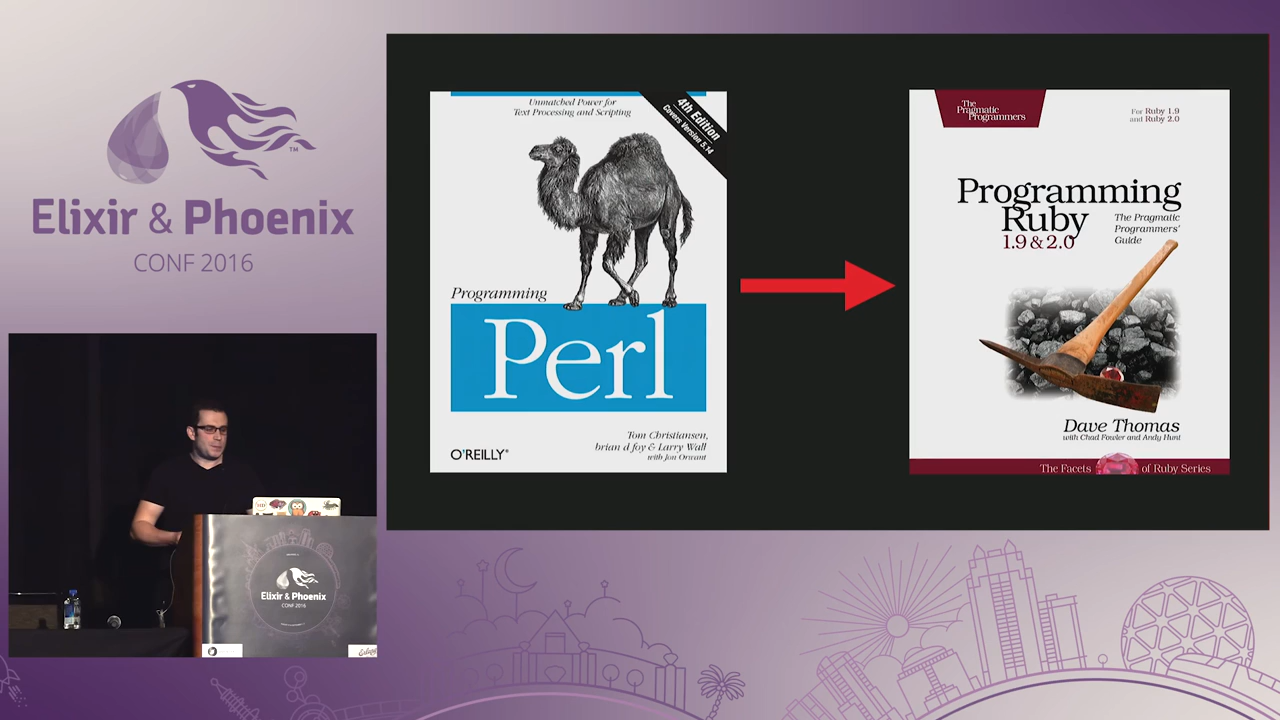 Elixir & Phoenix
TM
CONF 2016
Unmatched Power for
Text Processing and Scripting
4th Edition
Covers Version 5.14
Programming
Perl
Tom Christiansen,
brian d foy & Larry Wall
with Jon Orwant
O'REILLY®
The
Pragmatic
Programmers
For Ruby 1.9
and Ruby 2.0
Programming
Ruby
1.9 & 2.0
The Pragmatic
Programmers'
Guide
Dave Thomas
with Chad Fowler and Andy Hunt
The Facets of Ruby Series
Elixir & Phoenix
CONF 2016